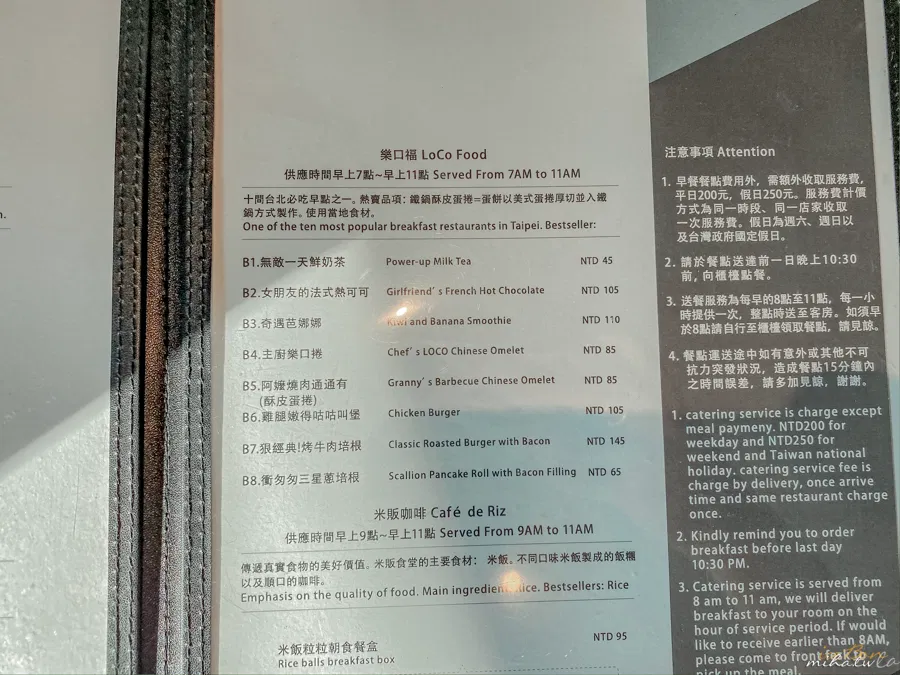 n.
樂口福 LoCo Food
供應時間早上7點~早上11點 Served From 7AM to 11AM
十間台北必吃早點之一。熱賣品項：鐵鍋酥皮蛋捲=蛋餅以美式蛋捲厚切並入鐵
鍋方式製作。使用當地食材。
One of the ten most popular breakfast restaurants in Taipei. Bestseller:
B1.無敵一天鮮奶茶 Power-up Milk Tea NTD 45
B2.女朋友的法式熱可可 Girlfriend's French Hot Chocolate NTD 105
B3.奇遇芭娜娜 Kiwi and Banana Smoothie NTD 110
B4.主廚樂口捲 Chef's LOCO Chinese Omelet NTD 85
B5.阿嬤燒肉通通有 Granny's Barbecue Chinese Omelet NTD 85
(酥皮蛋捲)
B6.雞腿嫩得咕咕叫堡 Chicken Burger NTD 105
B7.狠經典!烤牛肉培根 Classic Roasted Burger with Bacon NTD 145
B8.衝匆匆三星蔥培根 Scallion Pancake Roll with Bacon Filling NTD 65
米販咖啡 Café de Riz
供應時間早上9點~早上11點 Served From 9AM to 11AM
傳遞真實食物的美好價值。米販食堂的主要食材： 米飯。不同口味米飯製成的飯糰
以及順口的咖啡。
Emphasis on the quality of food. Main ingredient: Rice. Bestsellers: Rice
米飯粒粒朝食餐盒 NTD 95
Rice balls breakfast box
注意事項 Attention
1. 早餐餐點費用外，需額外收取服務費，
平日200元，假日250元。服務費計價
方式為同一時段、同一店家收取
一次服務費。假日為週六、週日以
及台灣政府國定假日。
2. 請於餐點送達前一日晚上10:30
前，向櫃檯點餐。
3. 送餐服務為每早的8點至11點，每一小
時提供一次，整點時送至客房。如須早
於8點請自行至櫃檯領取餐點，請見諒。
4. 餐點運送途中如有意外或其他不可
抗力突發狀況，造成餐點15分鐘內
之時間誤差，請多加見諒，謝謝。
1. catering service is charge except
meal paymeny. NTD200 for
weekday and NTD250 for
weekend and Taiwan national
holiday. catering service fee is
charge by delivery, once arrive
time and same restaurant charge
once.
2. Kindly remind you to order
breakfast before last day
10:30 PM.
3. Catering service is served from
8 am to 11 am, we will deliver
breakfast to your room on the
hour of service period. If would
like to receive earlier than 8AM,
please come to front
pick up the meal.